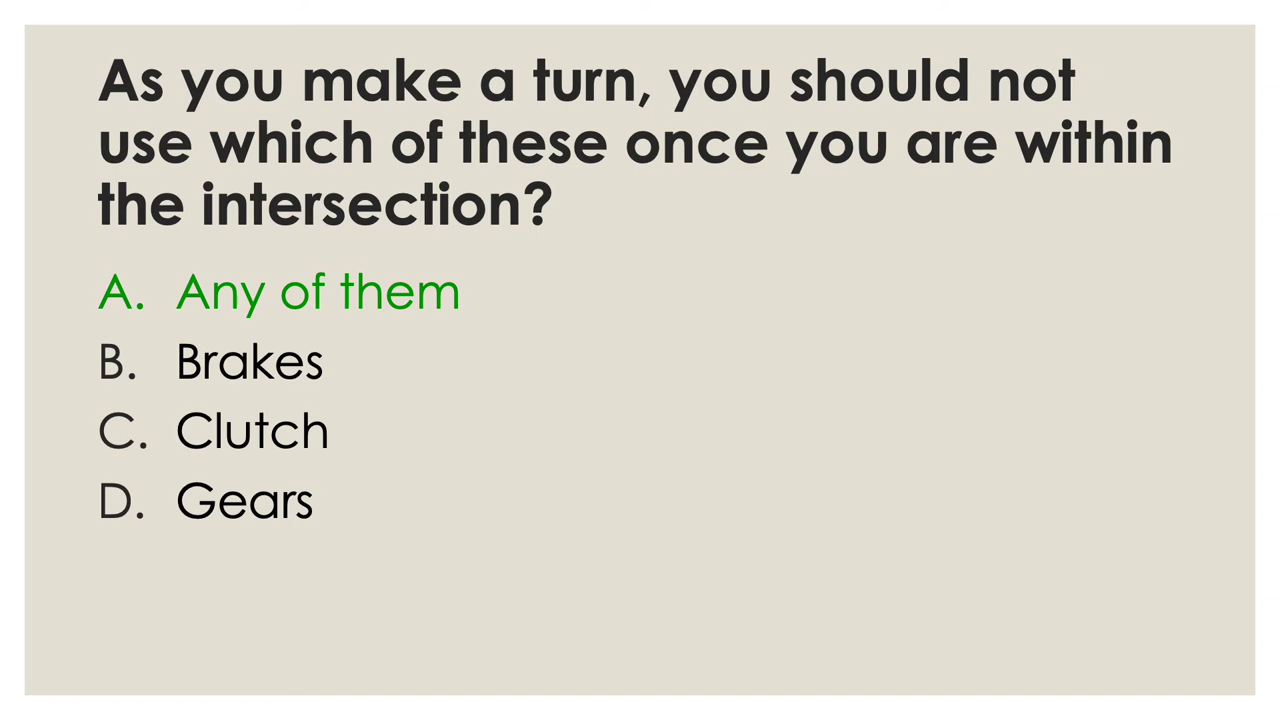 As you make a turn, you should not
use which of these once you are within
the intersection?
A. Any of them
B. Brakes
C. Clutch
D. Gears